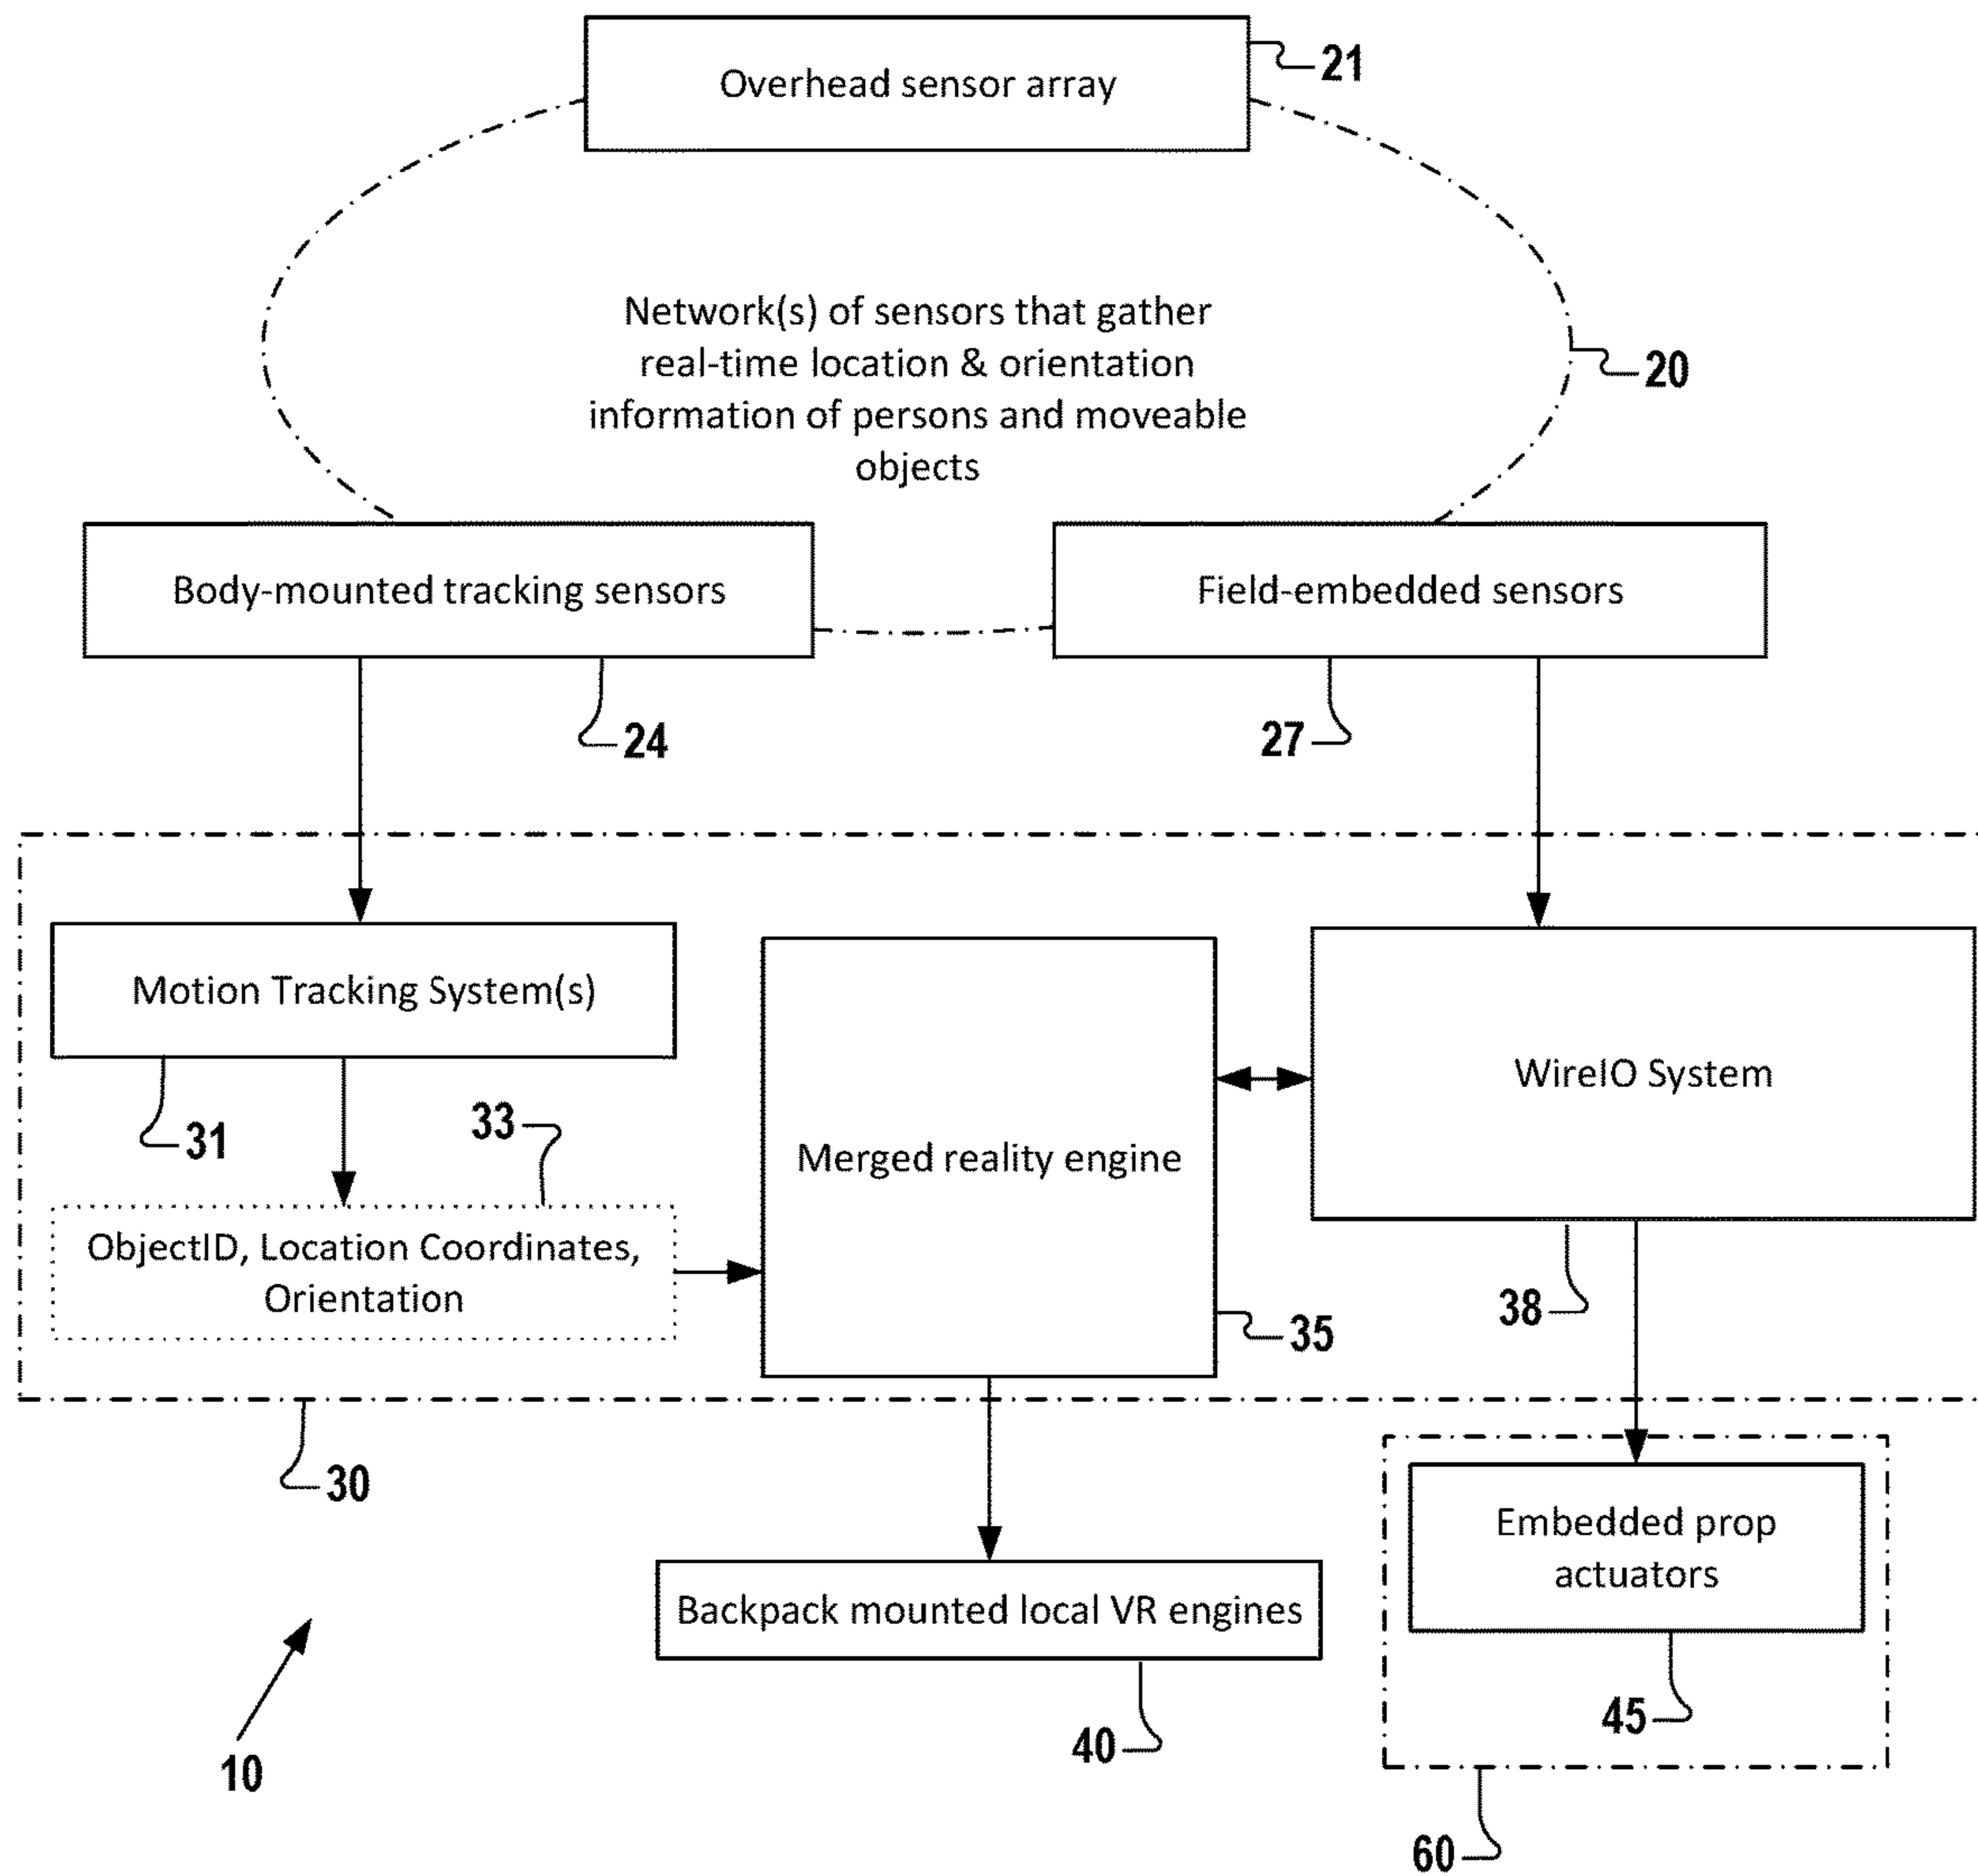 Overhead sensor array
21
Network(s) of sensors that gather
real-time location & orientation
information of persons and moveable
objects
20
Body-mounted tracking sensors
Field-embedded sensors
24
27
Motion Tracking System(s)
31
33
ObjectID, Location Coordinates,
Orientation
Merged reality engine
35
WireIO System
38
30
Embedded prop
actuators
45
Backpack mounted local VR engines
40
10
60